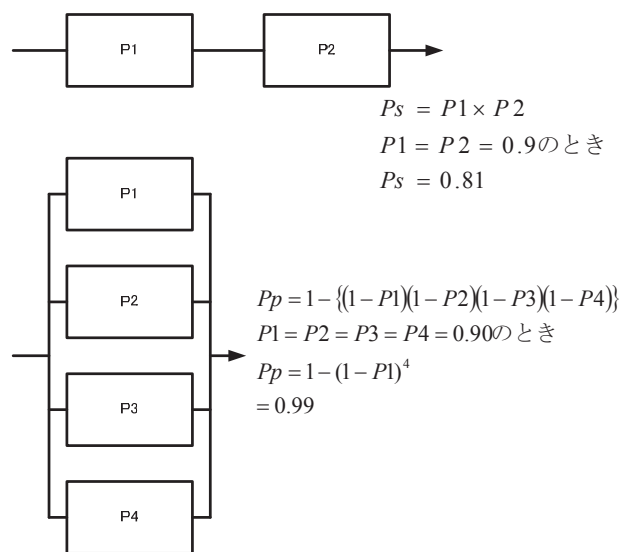 P1
P2
Ps = P1 × P2
P1 = P2 = 0.9のとき
Ps = 0.81
P1
P2
P3
P4
Pp = 1 − {(1 − P1)(1 − P2)(1 − P3)(1 − P4)}
P1 = P2 = P3 = P4 = 0.90のとき
Pp = 1 − (1 − P1)⁴
= 0.99